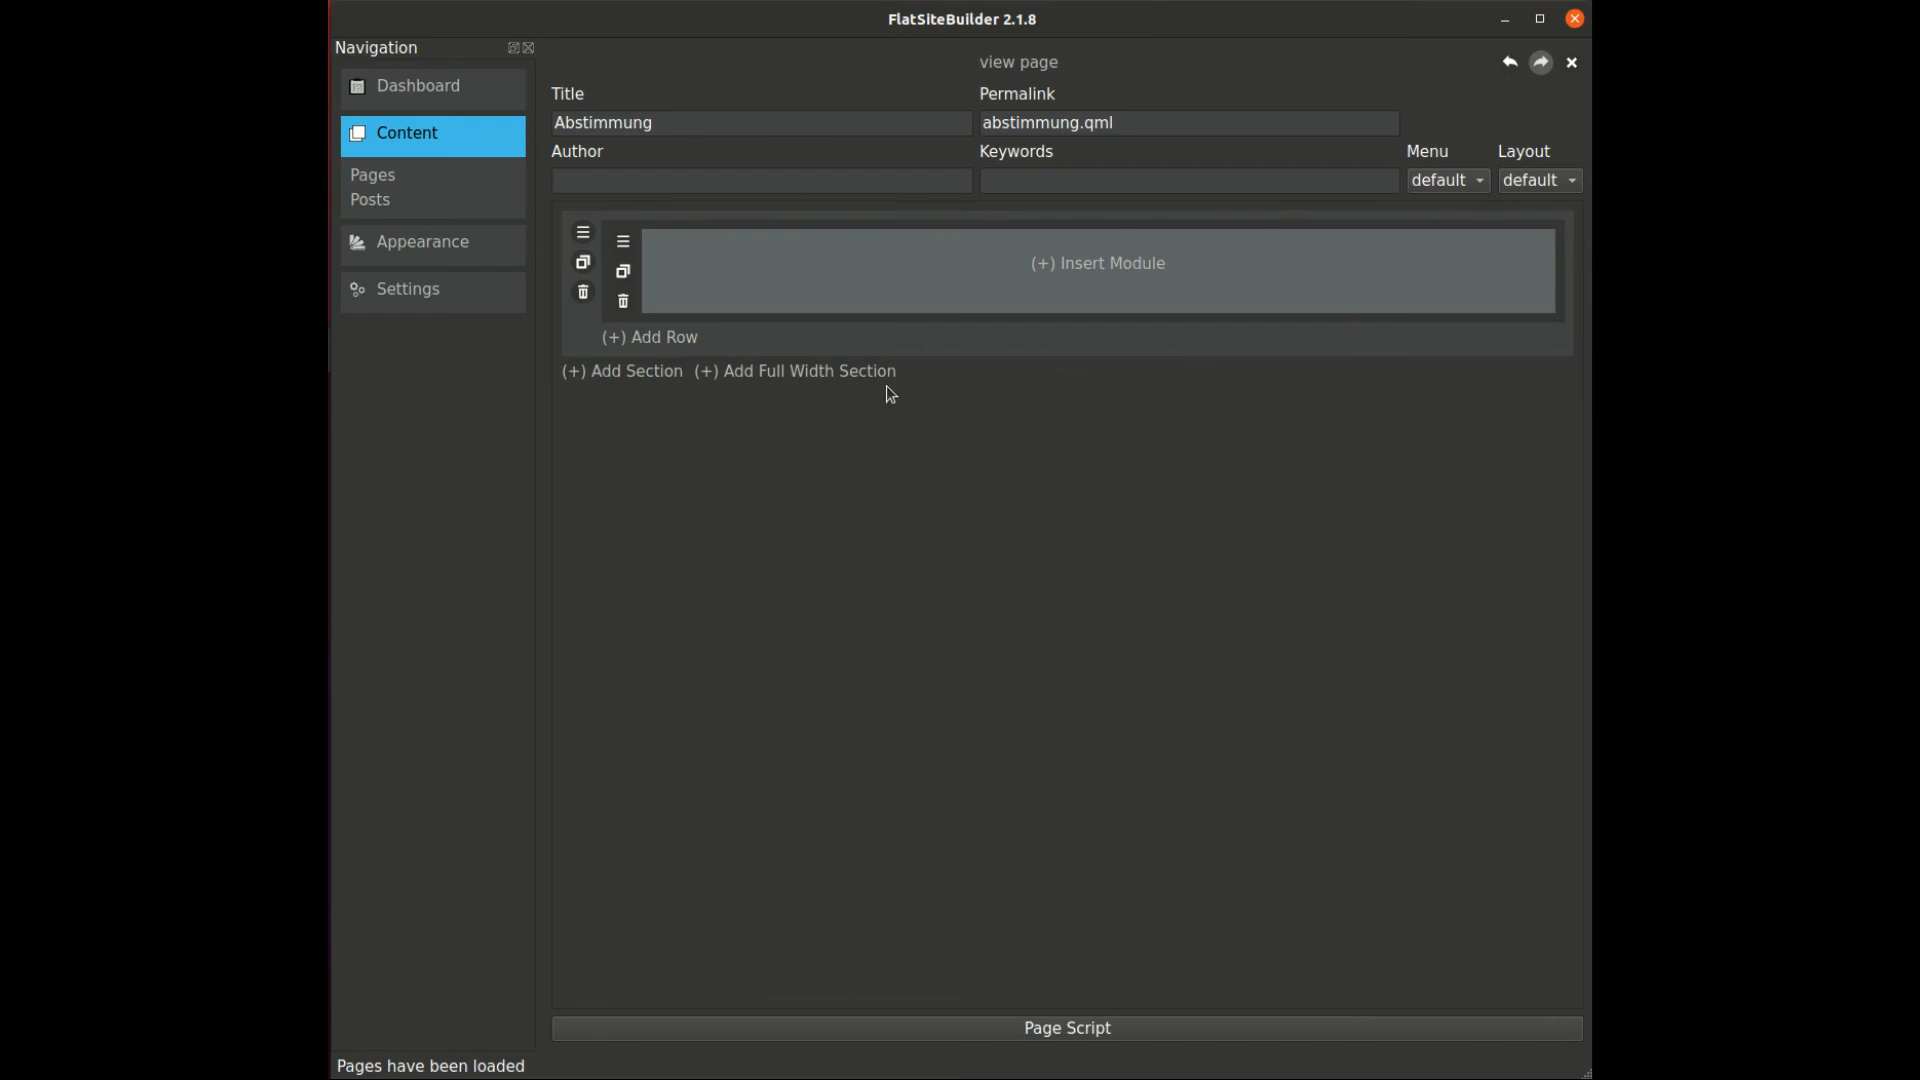 FlatSiteBuilder 2.1.8
Navigation
Dashboard
Content
Pages
Posts
Appearance
Settings
view page
Title
Permalink
Abstimmung
abstimmung.qml
Author
Keywords
Menu
Layout
default
default
(+) Insert Module
(+) Add Row
(+) Add Section (+) Add Full Width Section
Page Script
Pages have been loaded